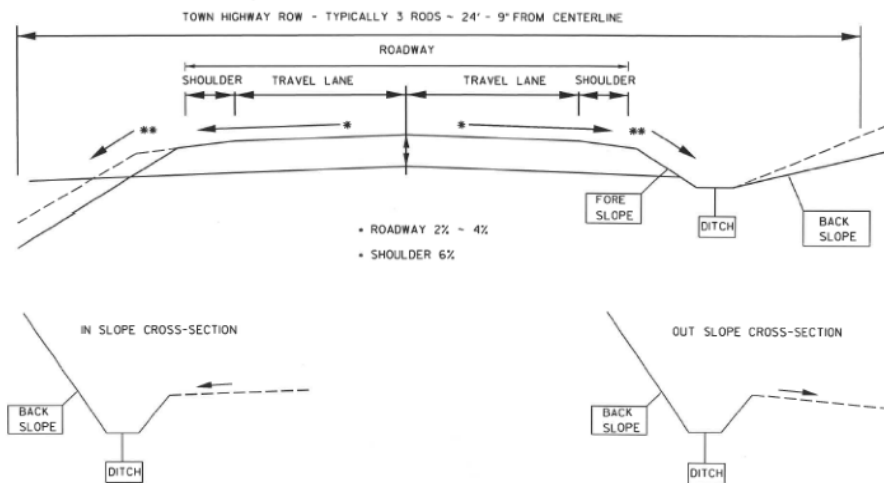 TOWN HIGHWAY ROW - TYPICALLY 3 RODS ~ 24' - 9" FROM CENTERLINE
ROADWAY
SHOULDER TRAVEL LANE TRAVEL LANE SHOULDER
** * * **
FORE
SLOPE
DITCH
BACK
SLOPE
* ROADWAY 2% ~ 4%
* SHOULDER 6%
IN SLOPE CROSS-SECTION
BACK
SLOPE
DITCH
OUT SLOPE CROSS-SECTION
BACK
SLOPE
DITCH